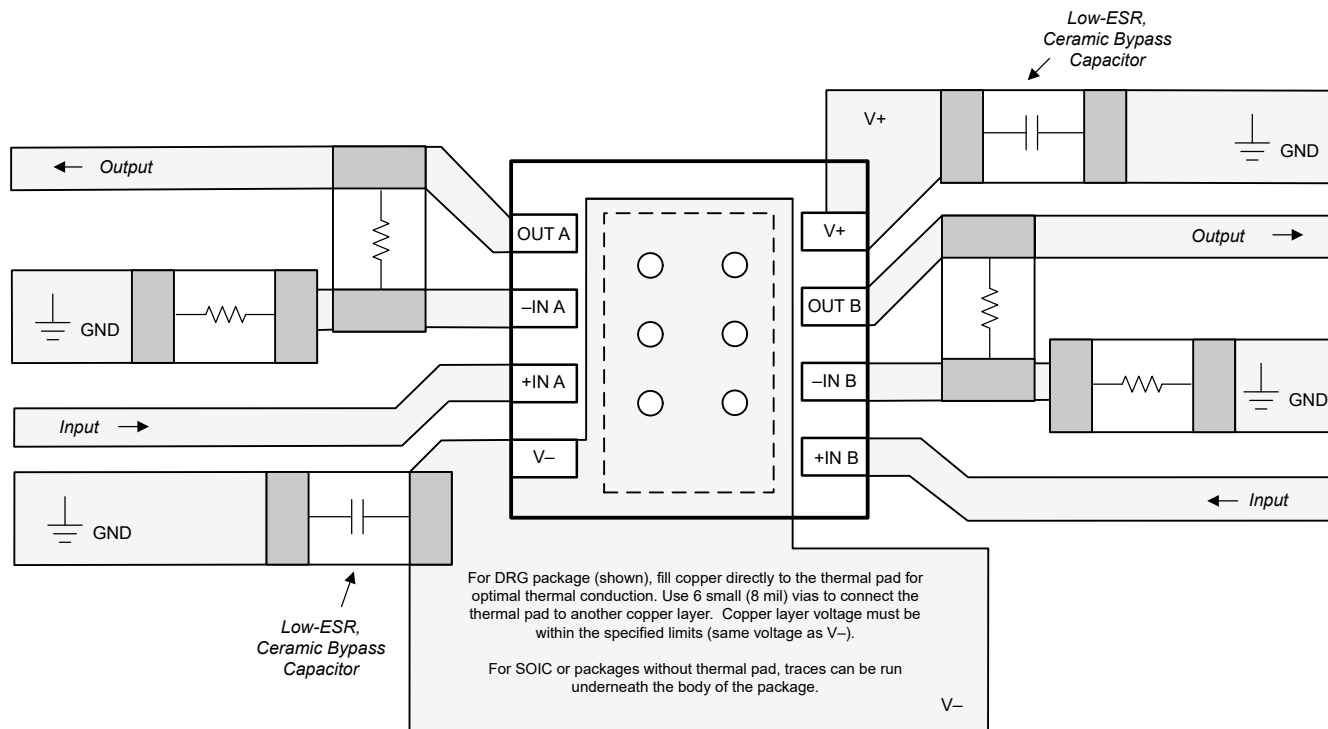 Low-ESR,
Ceramic Bypass
Capacitor
V+
GND
Output
OUT A
V+
Output
–IN A
OUT B
GND
+IN A
–IN B
GND
Input
V–
+IN B
Input
GND
For DRG package (shown), fill copper directly to the thermal pad for
optimal thermal conduction. Use 6 small (8 mil) vias to connect the
thermal pad to another copper layer. Copper layer voltage must be
within the specified limits (same voltage as V–).
For SOIC or packages without thermal pad, traces can be run
underneath the body of the package.
V–
Low-ESR,
Ceramic Bypass
Capacitor